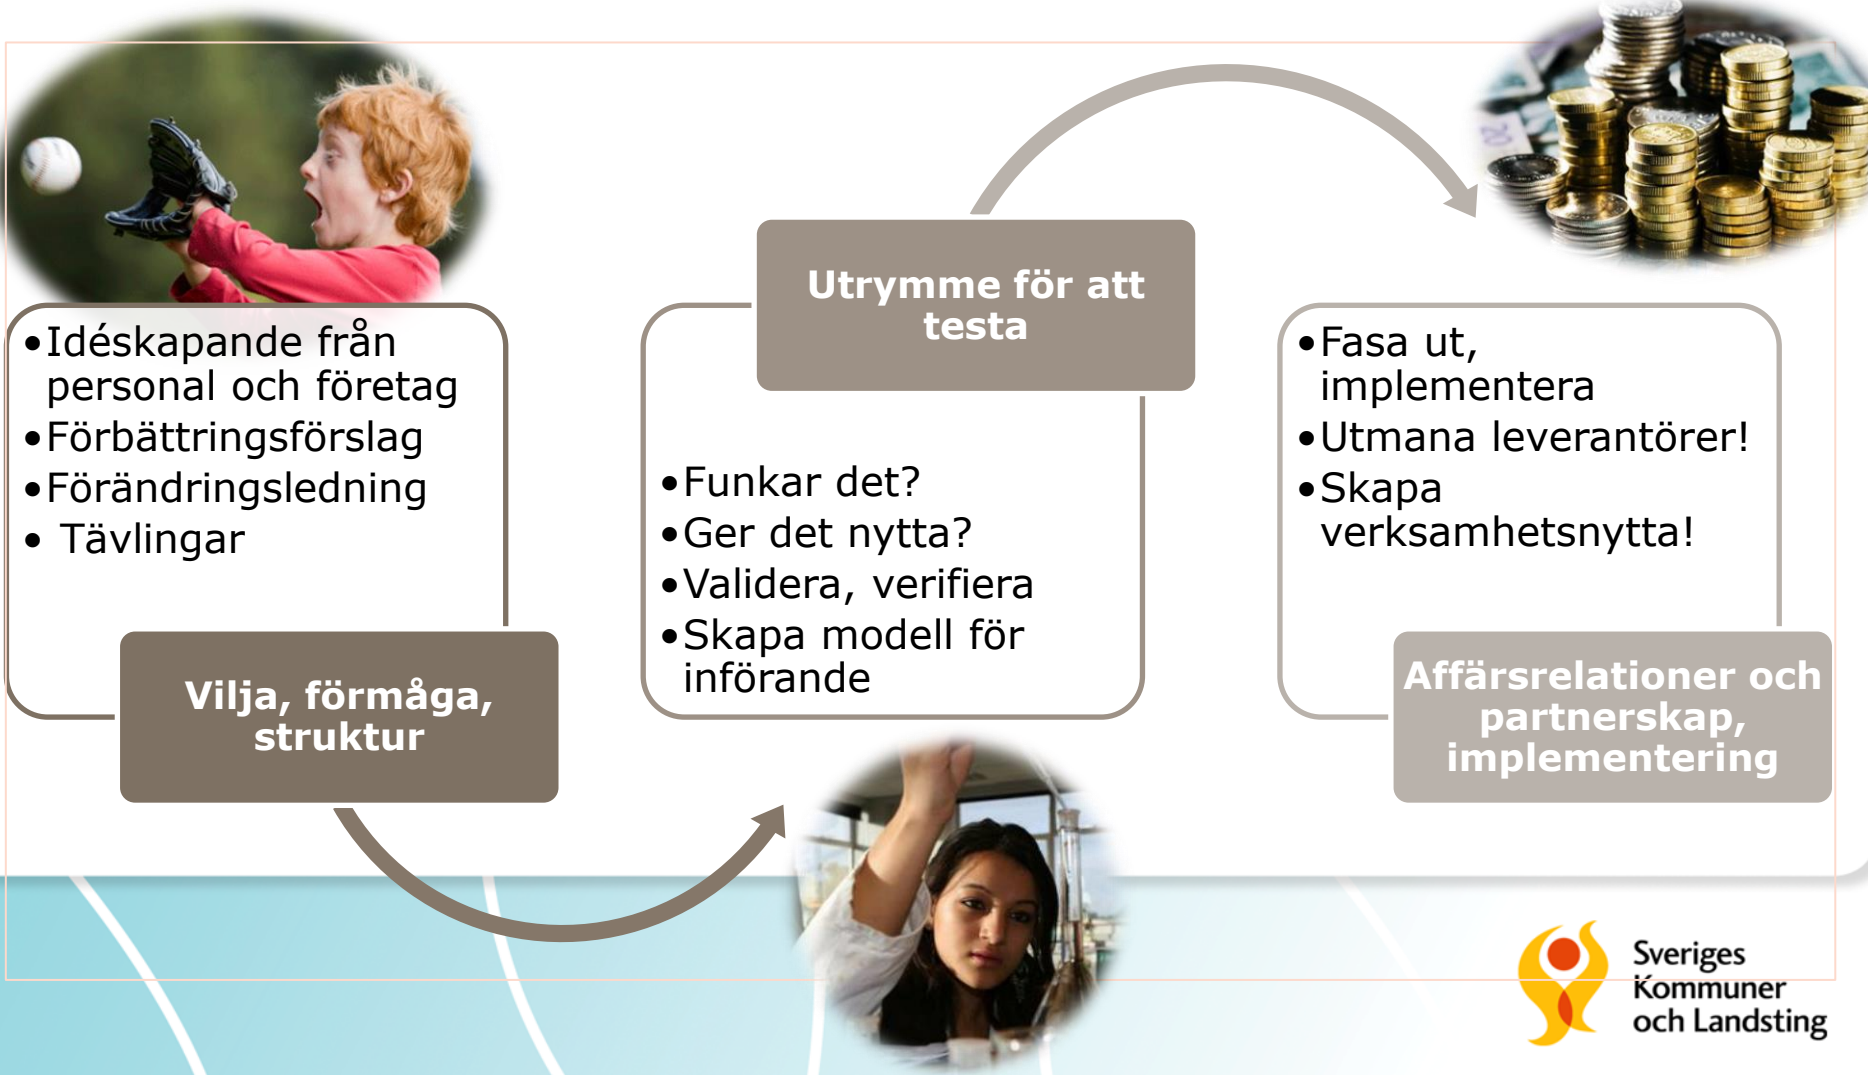 •Idéskapande från
personal och företag
•Förbättringsförslag
•Förändringsledning
• Tävlingar
Vilja, förmåga,
struktur
Utrymme för att
testa
•Funkar det?
•Ger det nytta?
•Validera, verifiera
•Skapa modell för
införande
•Fasa ut,
implementera
•Utmana leverantörer!
•Skapa
verksamhetsnytta!
Affärsrelationer och
partnerskap,
implementering
Sveriges
Kommuner
och Landsting